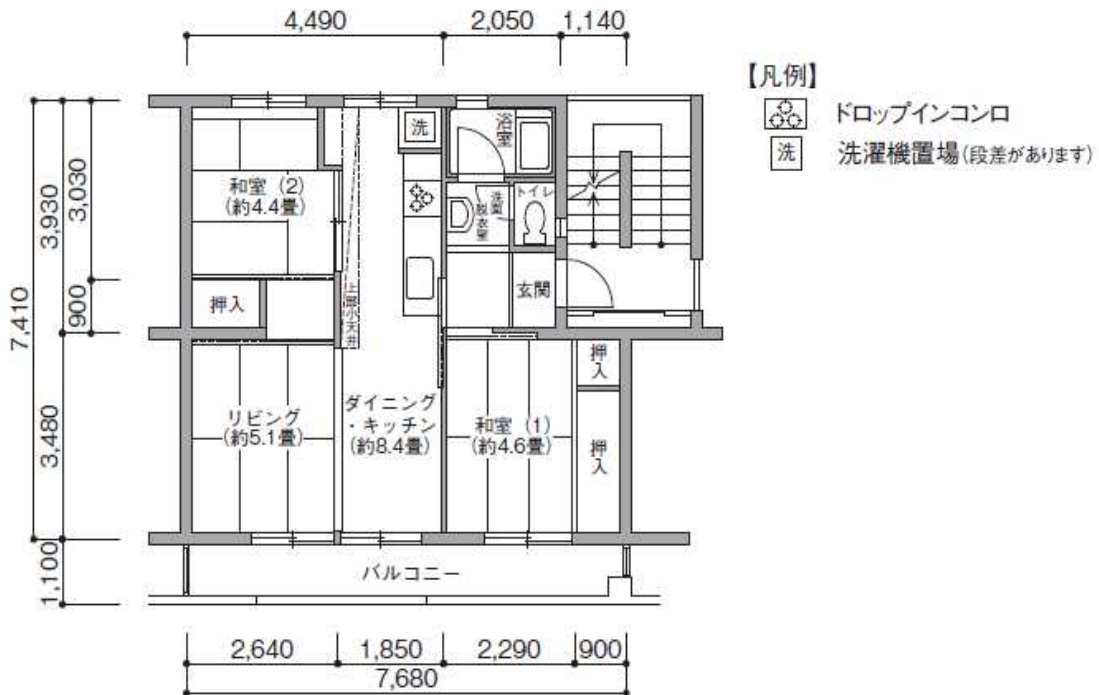 4,490
2,050
1,140
【凡例】
ドロップインコンロ
洗
洗濯機置場(段差があります)
7,410
3,930
3,030
900
3,480
1,100
洗
浴室
和室 (2)
(約4.4畳)
洗面
脱衣室
トイレ
押入
上部小天井
玄関
リビング
(約5.1畳)
ダイニング
・キッチン
(約8.4畳)
和室 (1)
(約4.6畳)
押入
押入
バルコニー
2,640
1,850
2,290
900
7,680